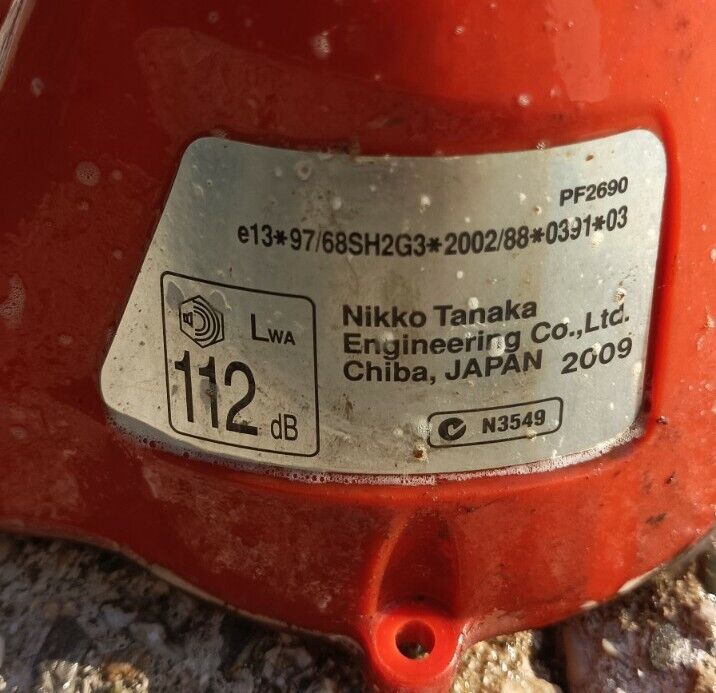 PF2690
e13*97/68SH2G3*2002/88*0391*03
LWA
112 dB
Nikko Tanaka
Engineering Co.,Ltd.
Chiba, JAPAN 2009
N3549